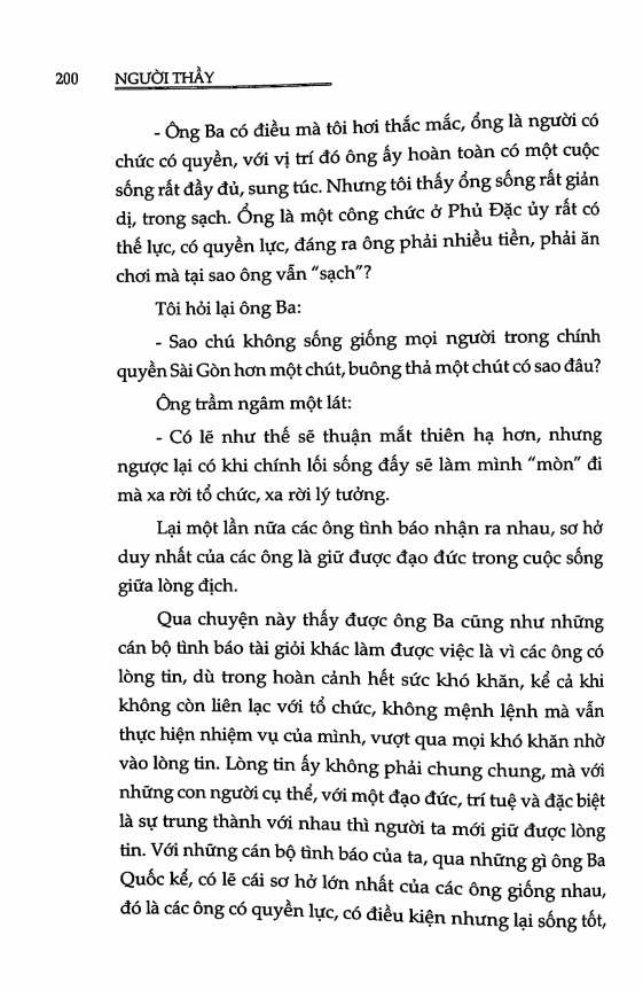 200 NGƯỜI THẦY
- Ông Ba có điều mà tôi hơi thắc mắc, ổng là người có
chức có quyền, với vị trí đó ông ấy hoàn toàn có một cuộc
sống rất đầy đủ, sung túc. Nhưng tôi thấy ổng sống rất giản
dị, trong sạch. Ổng là một công chức ở Phủ Đặc ủy rất có
thế lực, có quyền lực, đáng ra ông phải nhiều tiền, phải ăn
chơi mà tại sao ông vẫn “sạch”?
Tôi hỏi lại ông Ba:
- Sao chú không sống giống mọi người trong chính
quyền Sài Gòn hơn một chút, buông thả một chút có sao đâu?
Ông trầm ngâm một lát:
- Có lẽ như thế sẽ thuận mắt thiên hạ hơn, nhưng
ngược lại có khi chính lối sống đấy sẽ làm mình “mòn” đi
mà xa rời tổ chức, xa rời lý tưởng.
Lại một lần nữa các ông tình báo nhận ra nhau, sơ hở
duy nhất của các ông là giữ được đạo đức trong cuộc sống
giữa lòng địch.
Qua chuyện này thấy được ông Ba cũng như những
cán bộ tình báo tài giỏi khác làm được việc là vì các ông có
lòng tin, dù trong hoàn cảnh hết sức khó khăn, kể cả khi
không còn liên lạc với tổ chức, không mệnh lệnh mà vẫn
thực hiện nhiệm vụ của mình, vượt qua mọi khó khăn nhờ
vào lòng tin. Lòng tin ấy không phải chung chung, mà với
những con người cụ thể, với một đạo đức, trí tuệ và đặc biệt
là sự trung thành với nhau thì người ta mới giữ được lòng
tin. Với những cán bộ tình báo của ta, qua những gì ông Ba
Quốc kể, có lẽ cái sơ hở lớn nhất của các ông giống nhau,
đó là các ông có quyền lực, có điều kiện nhưng lại sống tốt,